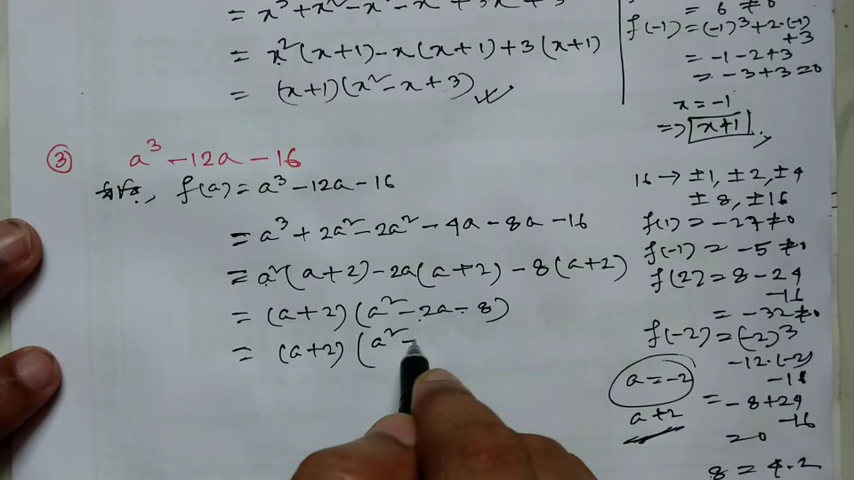 = x³ + x² - x² - x + 3x + 3
= x²(x+1) - x(x+1) + 3(x+1)
= (x+1)(x² - x + 3)
③ a³ - 12a - 16
, f(a) = a³ - 12a - 16
= a³ + 2a² - 2a² - 4a - 8a - 16
= a²(a+2) - 2a(a+2) - 8(a+2)
= (a+2)(a² - 2a - 8)
= (a+2)(a² -
= 6 ≠ 0
f(-1) = (-1)³ + 2·(-1)
+3
= -1 - 2 + 3
= -3 + 3 = 0
x = -1
=> x+1
16 → ±1, ±2, ±4
±8, ±16
f(1) = -27 ≠ 0
f(-1) = -5 ≠ 0
f(2) = 8 - 24
-16
= -32 ≠ 0
f(-2) = (-2)³
-12·(-2)
-16
a = -2
= -8 + 24
a+2
-16
= 0
8 = 4·2